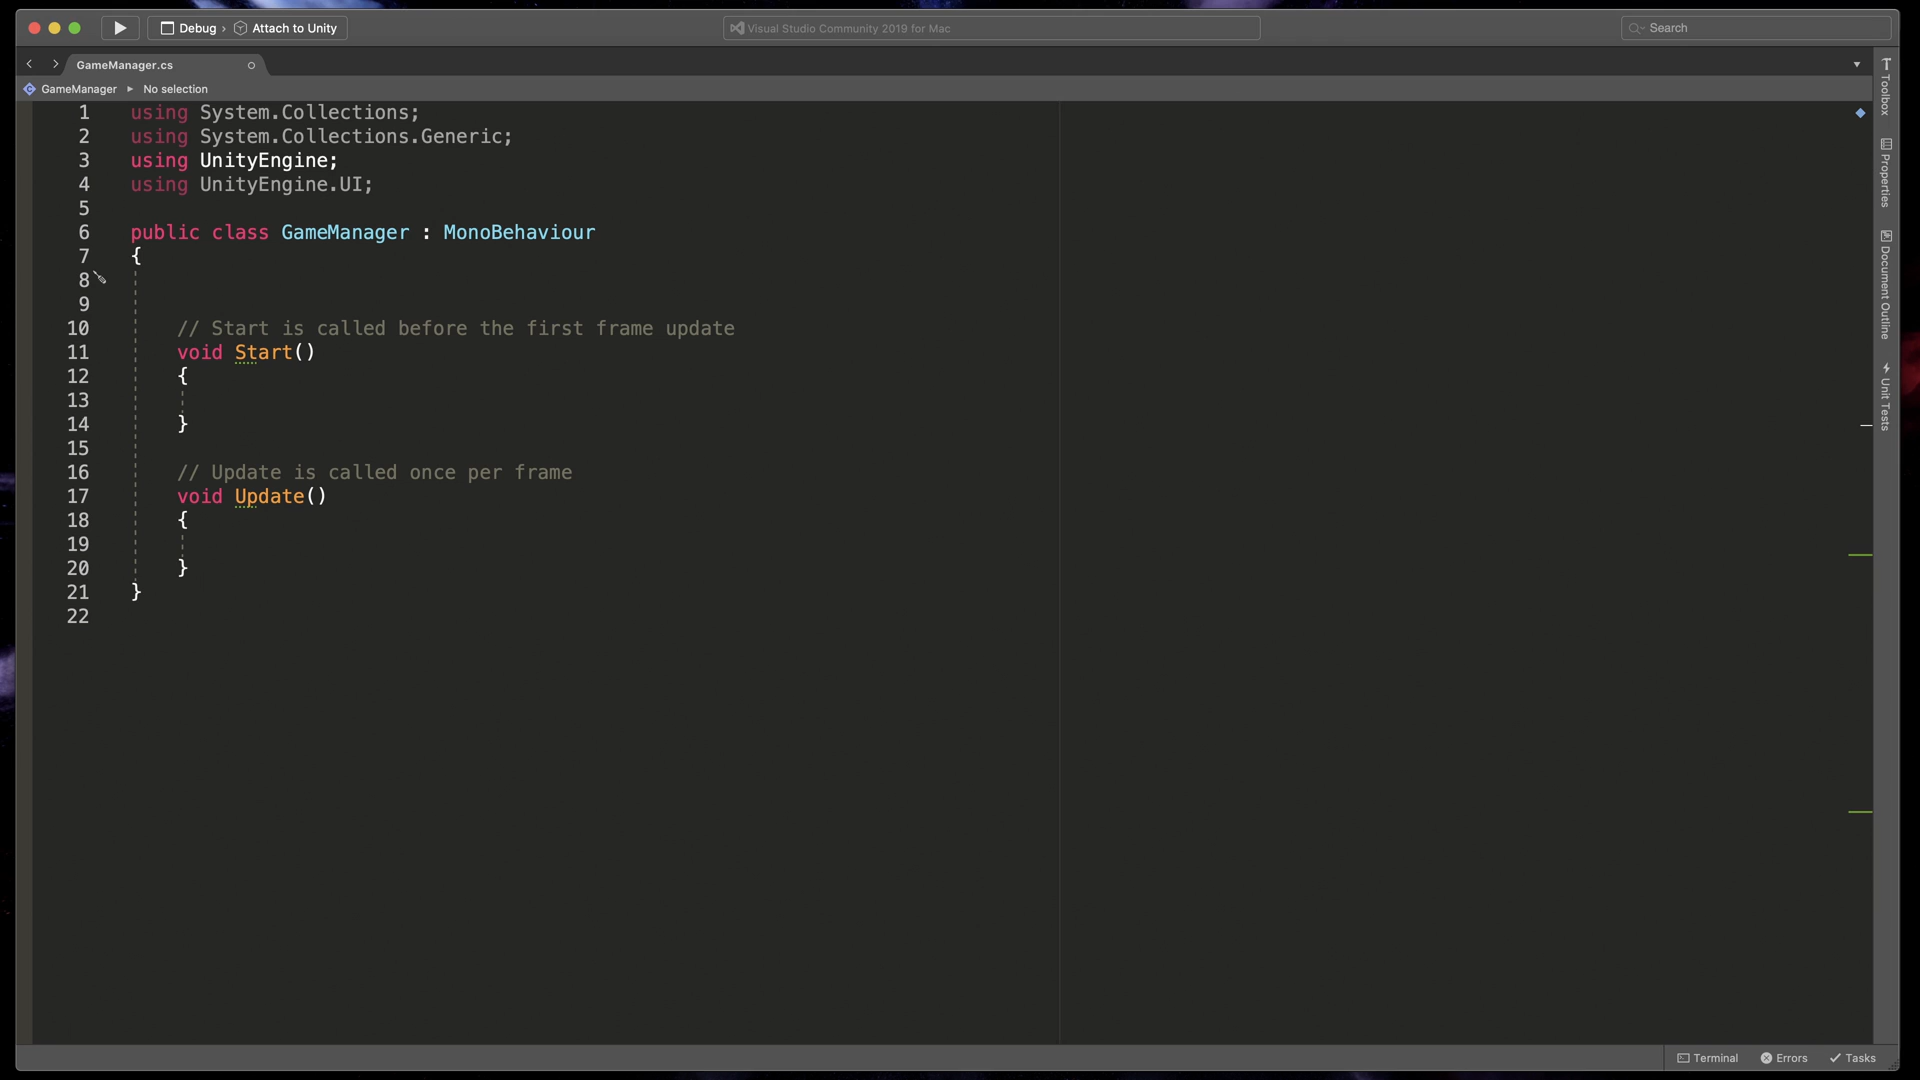 Debug › Attach to Unity
Visual Studio Community 2019 for Mac
Search
GameManager.cs
GameManager ▸ No selection
1 using System.Collections;
2 using System.Collections.Generic;
3 using UnityEngine;
4 using UnityEngine.UI;
5
6 public class GameManager : MonoBehaviour
7 {
8
9
10 // Start is called before the first frame update
11 void Start()
12 {
13
14 }
15
16 // Update is called once per frame
17 void Update()
18 {
19
20 }
21 }
22
Toolbox
Properties
Document Outline
Unit Tests
Terminal Errors Tasks